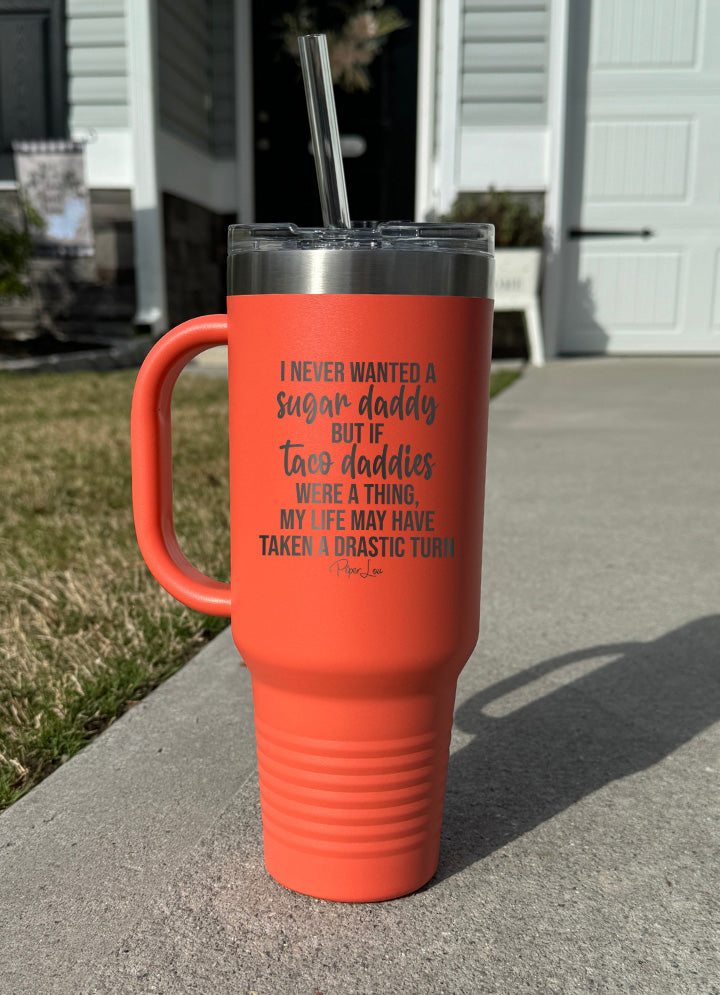 I NEVER WANTED A
sugar daddy
BUT IF
taco daddies
WERE A THING,
MY LIFE MAY HAVE
TAKEN A DRASTIC TURN
Piper Lou